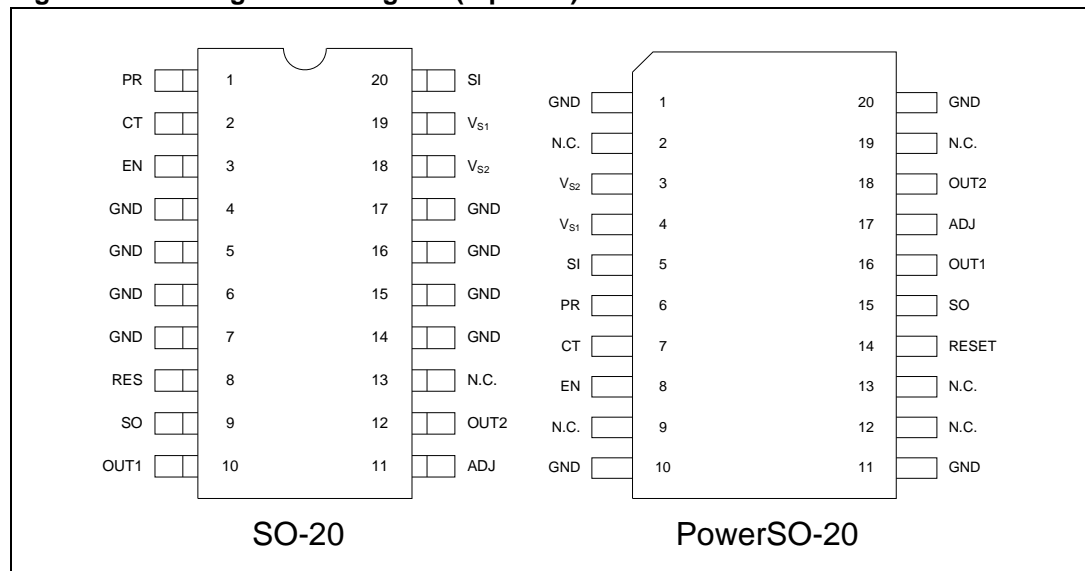 PR 1 20 SI
CT 2 19 VS1
EN 3 18 VS2
GND 4 17 GND
GND 5 16 GND
GND 6 15 GND
GND 7 14 GND
RES 8 13 N.C.
SO 9 12 OUT2
OUT1 10 11 ADJ
SO-20
GND 1 20 GND
N.C. 2 19 N.C.
VS2 3 18 OUT2
VS1 4 17 ADJ
SI 5 16 OUT1
PR 6 15 SO
CT 7 14 RESET
EN 8 13 N.C.
N.C. 9 12 N.C.
GND 10 11 GND
PowerSO-20